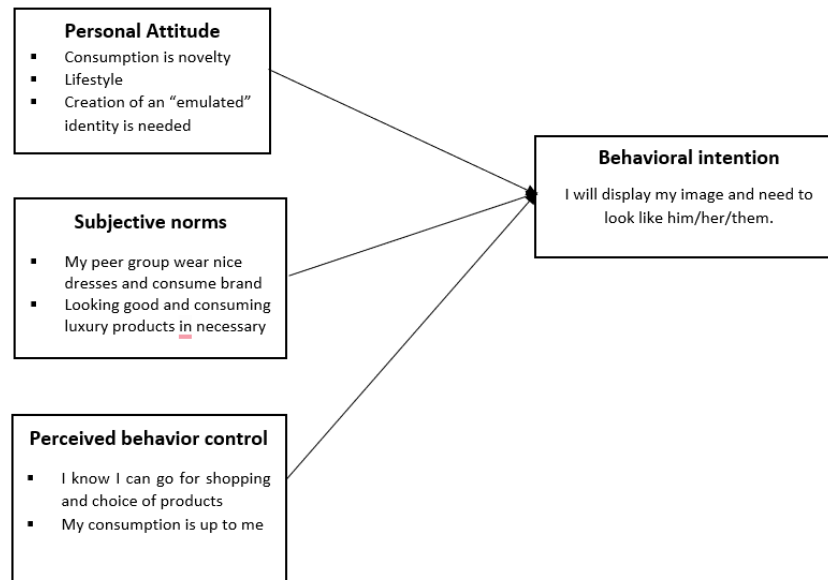 Personal Attitude
▪ Consumption is novelty
▪ Lifestyle
▪ Creation of an “emulated”
identity is needed
Subjective norms
▪ My peer group wear nice
dresses and consume brand
▪ Looking good and consuming
luxury products in necessary
Perceived behavior control
▪ I know I can go for shopping
and choice of products
▪ My consumption is up to me
Behavioral intention
I will display my image and need to
look like him/her/them.